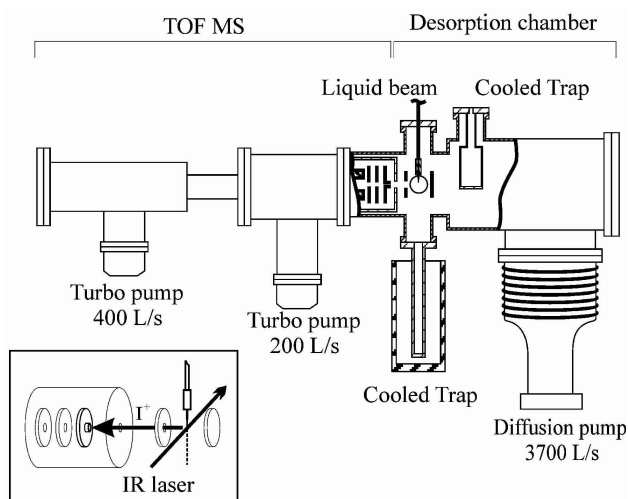 TOF MS
Desorption chamber
Liquid beam
Cooled Trap
Turbo pump
400 L/s
Turbo pump
200 L/s
Cooled Trap
Diffusion pump
3700 L/s
I+
IR laser